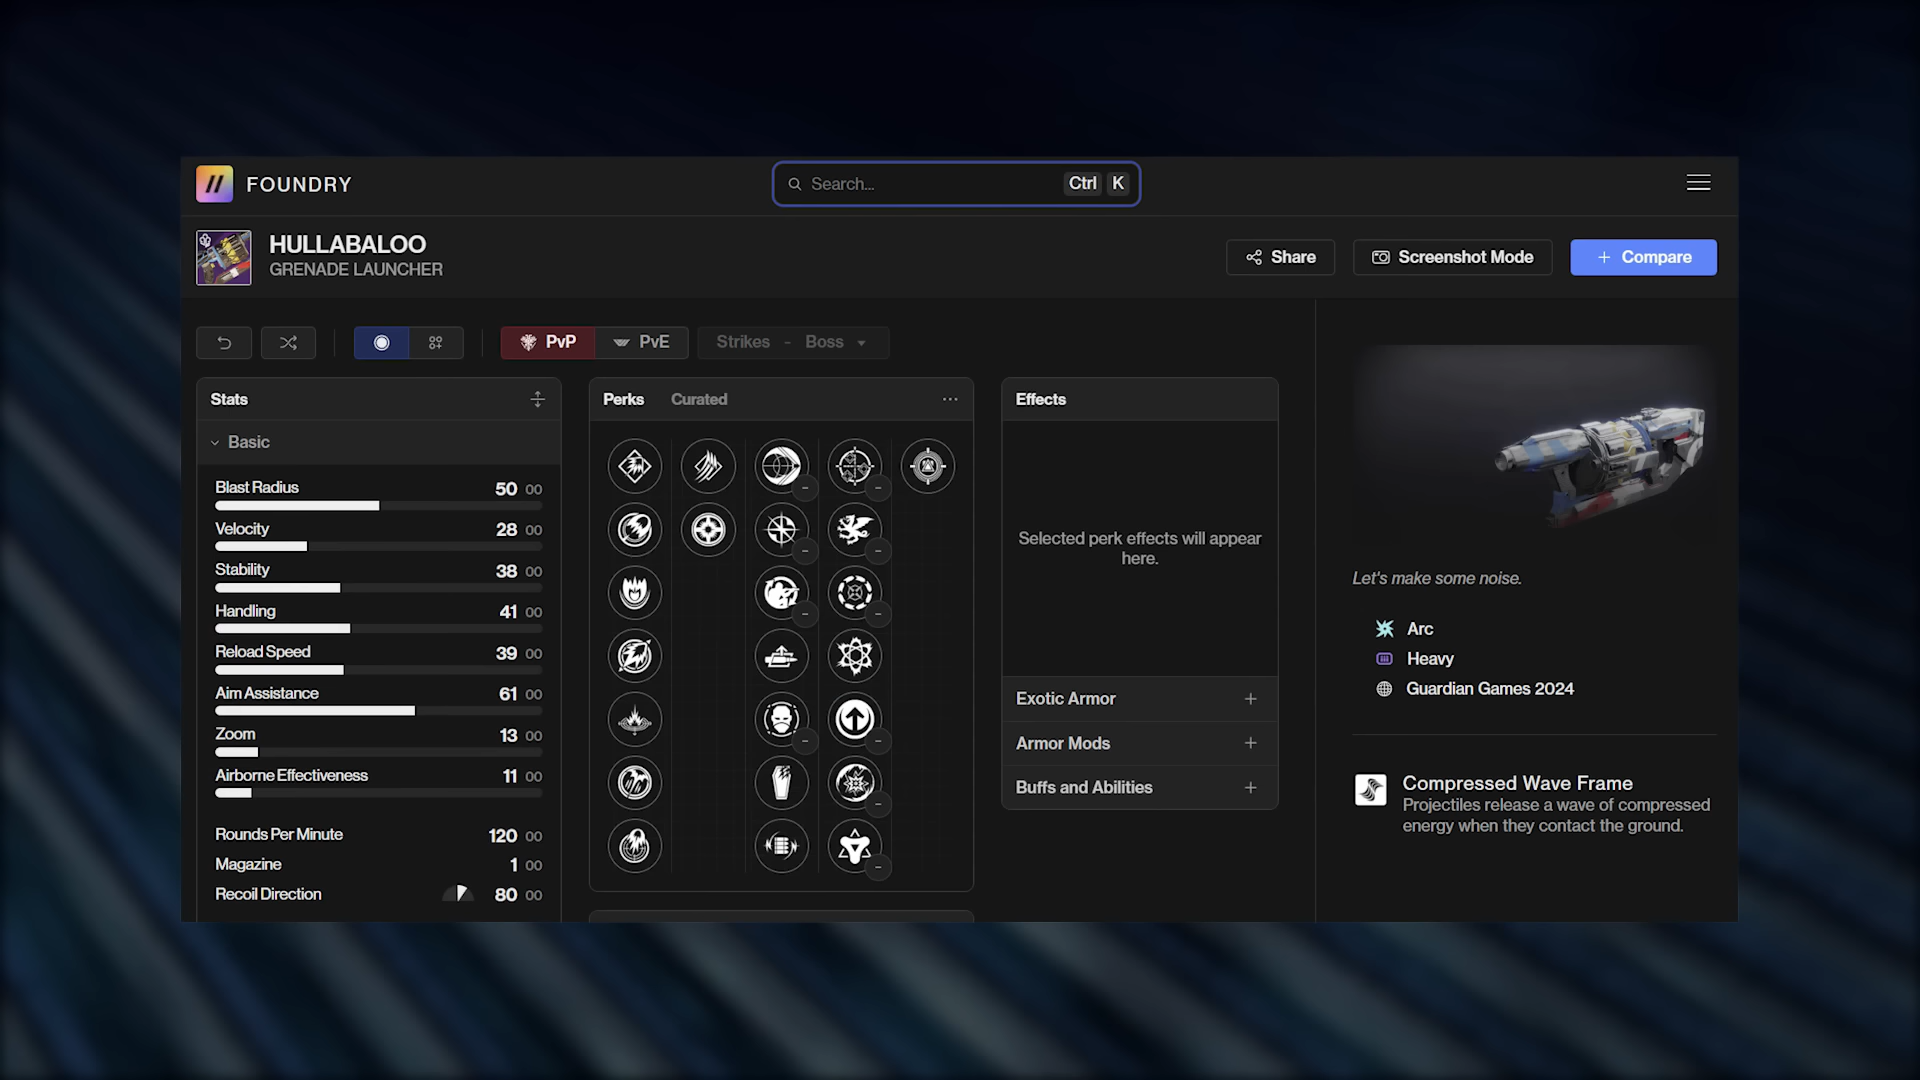 FOUNDRY
Search...
Ctrl K
HULLABALOO
GRENADE LAUNCHER
Share
Screenshot Mode
+ Compare
PvP
PvE
Strikes - Boss
Stats
Basic
Blast Radius 50 00
Velocity 28 00
Stability 38 00
Handling 41 00
Reload Speed 39 00
Aim Assistance 61 00
Zoom 13 00
Airborne Effectiveness 11 00
Rounds Per Minute 120 00
Magazine 1 00
Recoil Direction 80 00
Perks Curated
Effects
Selected perk effects will appear
here.
Exotic Armor +
Armor Mods +
Buffs and Abilities +
Let's make some noise.
Arc
Heavy
Guardian Games 2024
Compressed Wave Frame
Projectiles release a wave of compressed
energy when they contact the ground.